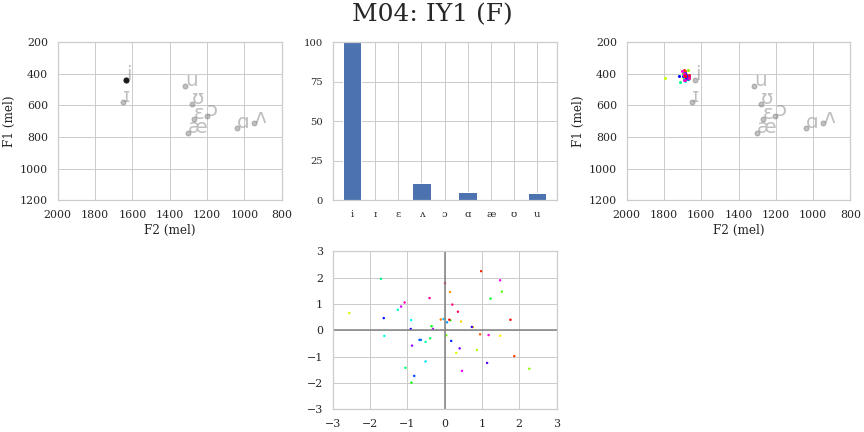 M04: IY1 (F)
200
400
600
800
1000
1200
F1 (mel)
2000 1800 1600 1400 1200 1000 800
F2 (mel)
i
ɪ
u
ʊ
ɛ
ɔ
æ
ɑ
ʌ
100
75
50
25
0
i ɪ ɛ ʌ ɔ ɑ æ ʊ u
200
400
600
800
1000
1200
F1 (mel)
2000 1800 1600 1400 1200 1000 800
F2 (mel)
i
ɪ
u
ʊ
ɛ
ɔ
æ
ɑ
ʌ
3
2
1
0
−1
−2
−3
−3 −2 −1 0 1 2 3